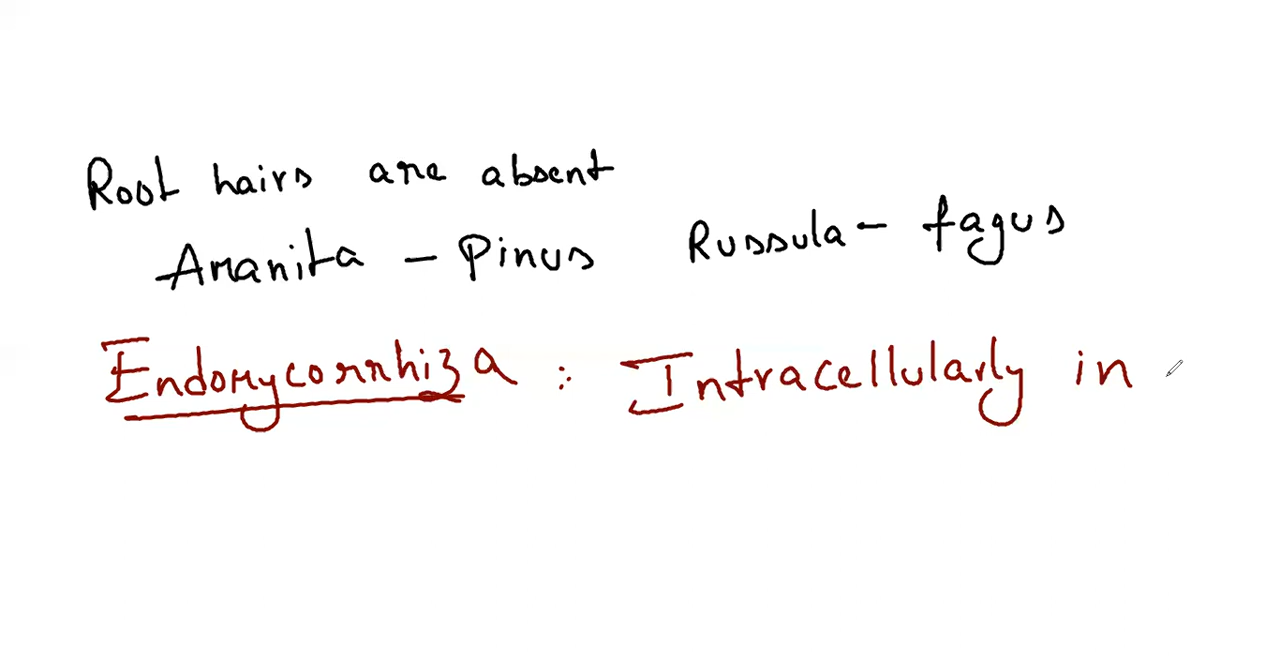 Root hairs are absent
Amanita - Pinus Russula - fagus
Endomycorrhiza : Intracellularly in